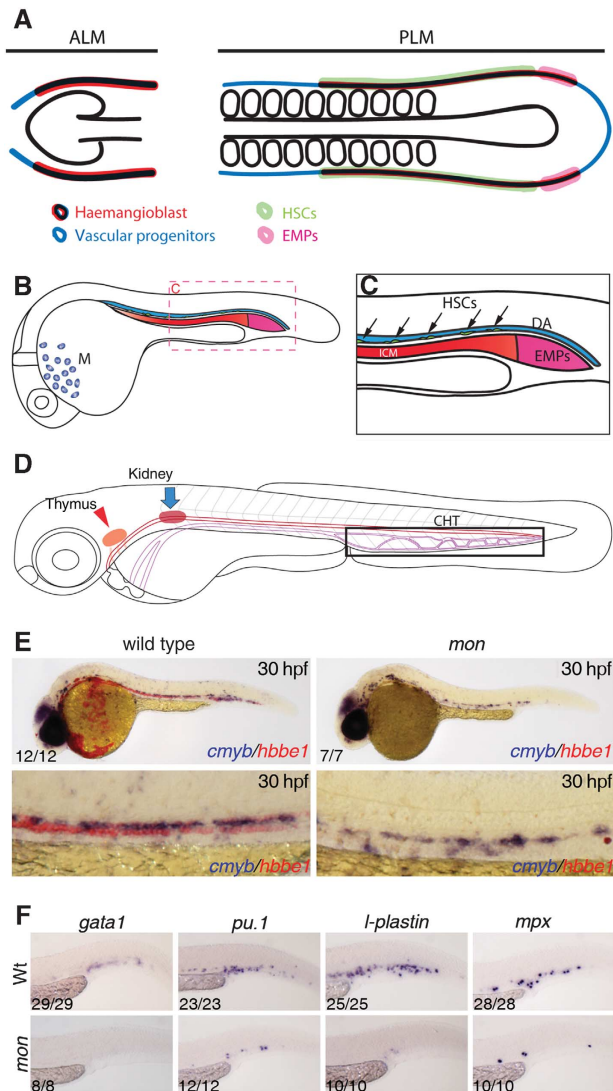 A
ALM
PLM
Haemangioblast
HSCs
Vascular progenitors
EMPs
B
C
M
C
HSCs
DA
ICM
EMPs
D
Kidney
Thymus
CHT
E
wild type
mon
30 hpf
30 hpf
12/12
cmyb/hbbe1
7/7
cmyb/hbbe1
30 hpf
30 hpf
cmyb/hbbe1
cmyb/hbbe1
F
gata1
pu.1
l-plastin
mpx
Wt
29/29
23/23
25/25
28/28
mon
8/8
12/12
10/10
10/10